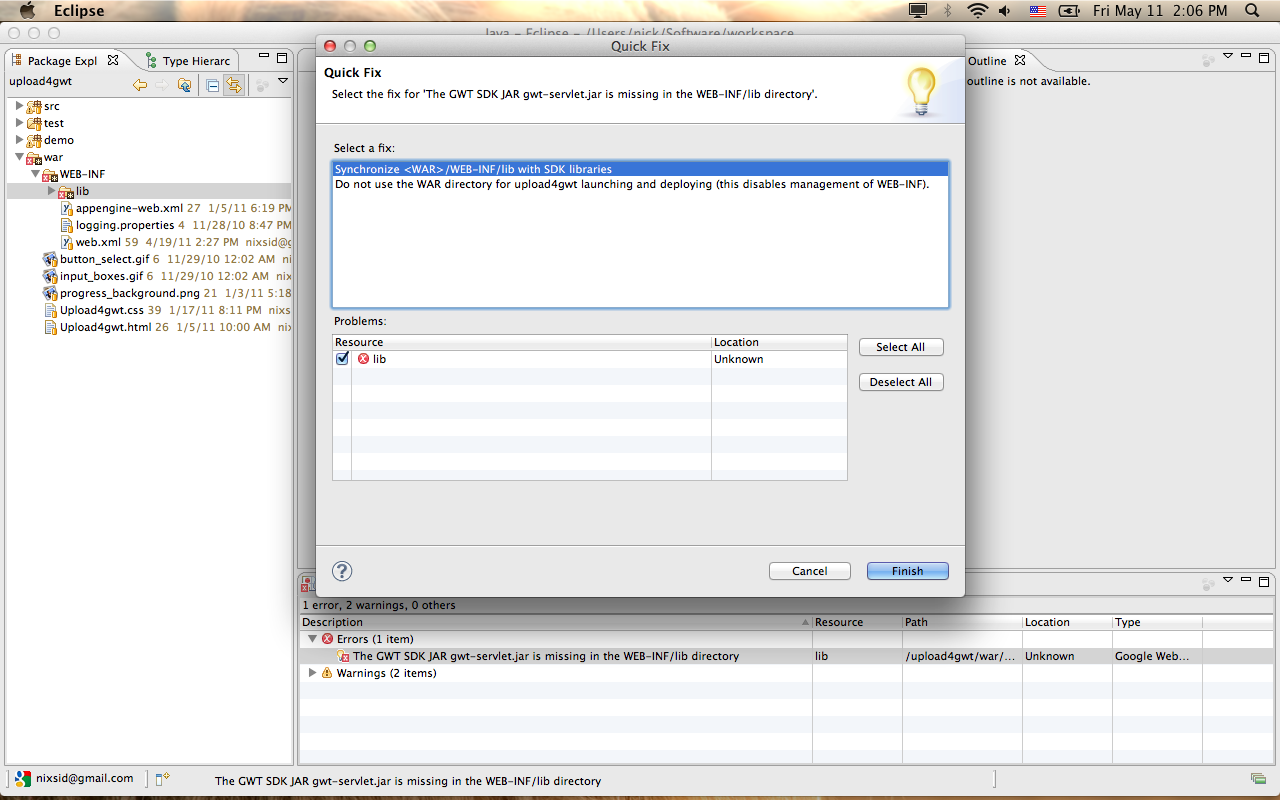 Eclipse
Fri May 11 2:06 PM
Java – Eclipse – /Users/nick/Software/workspace
Package Expl
Type Hierarc
upload4gwt
src
test
demo
war
WEB-INF
lib
appengine-web.xml 27 1/5/11 6:19 PM
logging.properties 4 11/28/10 8:47 PM
web.xml 59 4/19/11 2:27 PM nixsid@g
button_select.gif 6 11/29/10 12:02 AM ni
input_boxes.gif 6 11/29/10 12:02 AM nix
progress_background.png 21 1/3/11 5:18
Upload4gwt.css 39 1/17/11 8:11 PM nixs
Upload4gwt.html 26 1/5/11 10:00 AM nix
Quick Fix
Quick Fix
Select the fix for 'The GWT SDK JAR gwt-servlet.jar is missing in the WEB-INF/lib directory'.
Select a fix:
Synchronize <WAR>/WEB-INF/lib with SDK libraries
Do not use the WAR directory for upload4gwt launching and deploying (this disables management of WEB-INF).
Problems:
Resource Location
lib Unknown
Select All
Deselect All
?
Cancel
Finish
Outline
outline is not available.
1 error, 2 warnings, 0 others
Description Resource Path Location Type
Errors (1 item)
The GWT SDK JAR gwt-servlet.jar is missing in the WEB-INF/lib directory lib /upload4gwt/war/... Unknown Google Web...
Warnings (2 items)
nixsid@gmail.com
The GWT SDK JAR gwt-servlet.jar is missing in the WEB-INF/lib directory